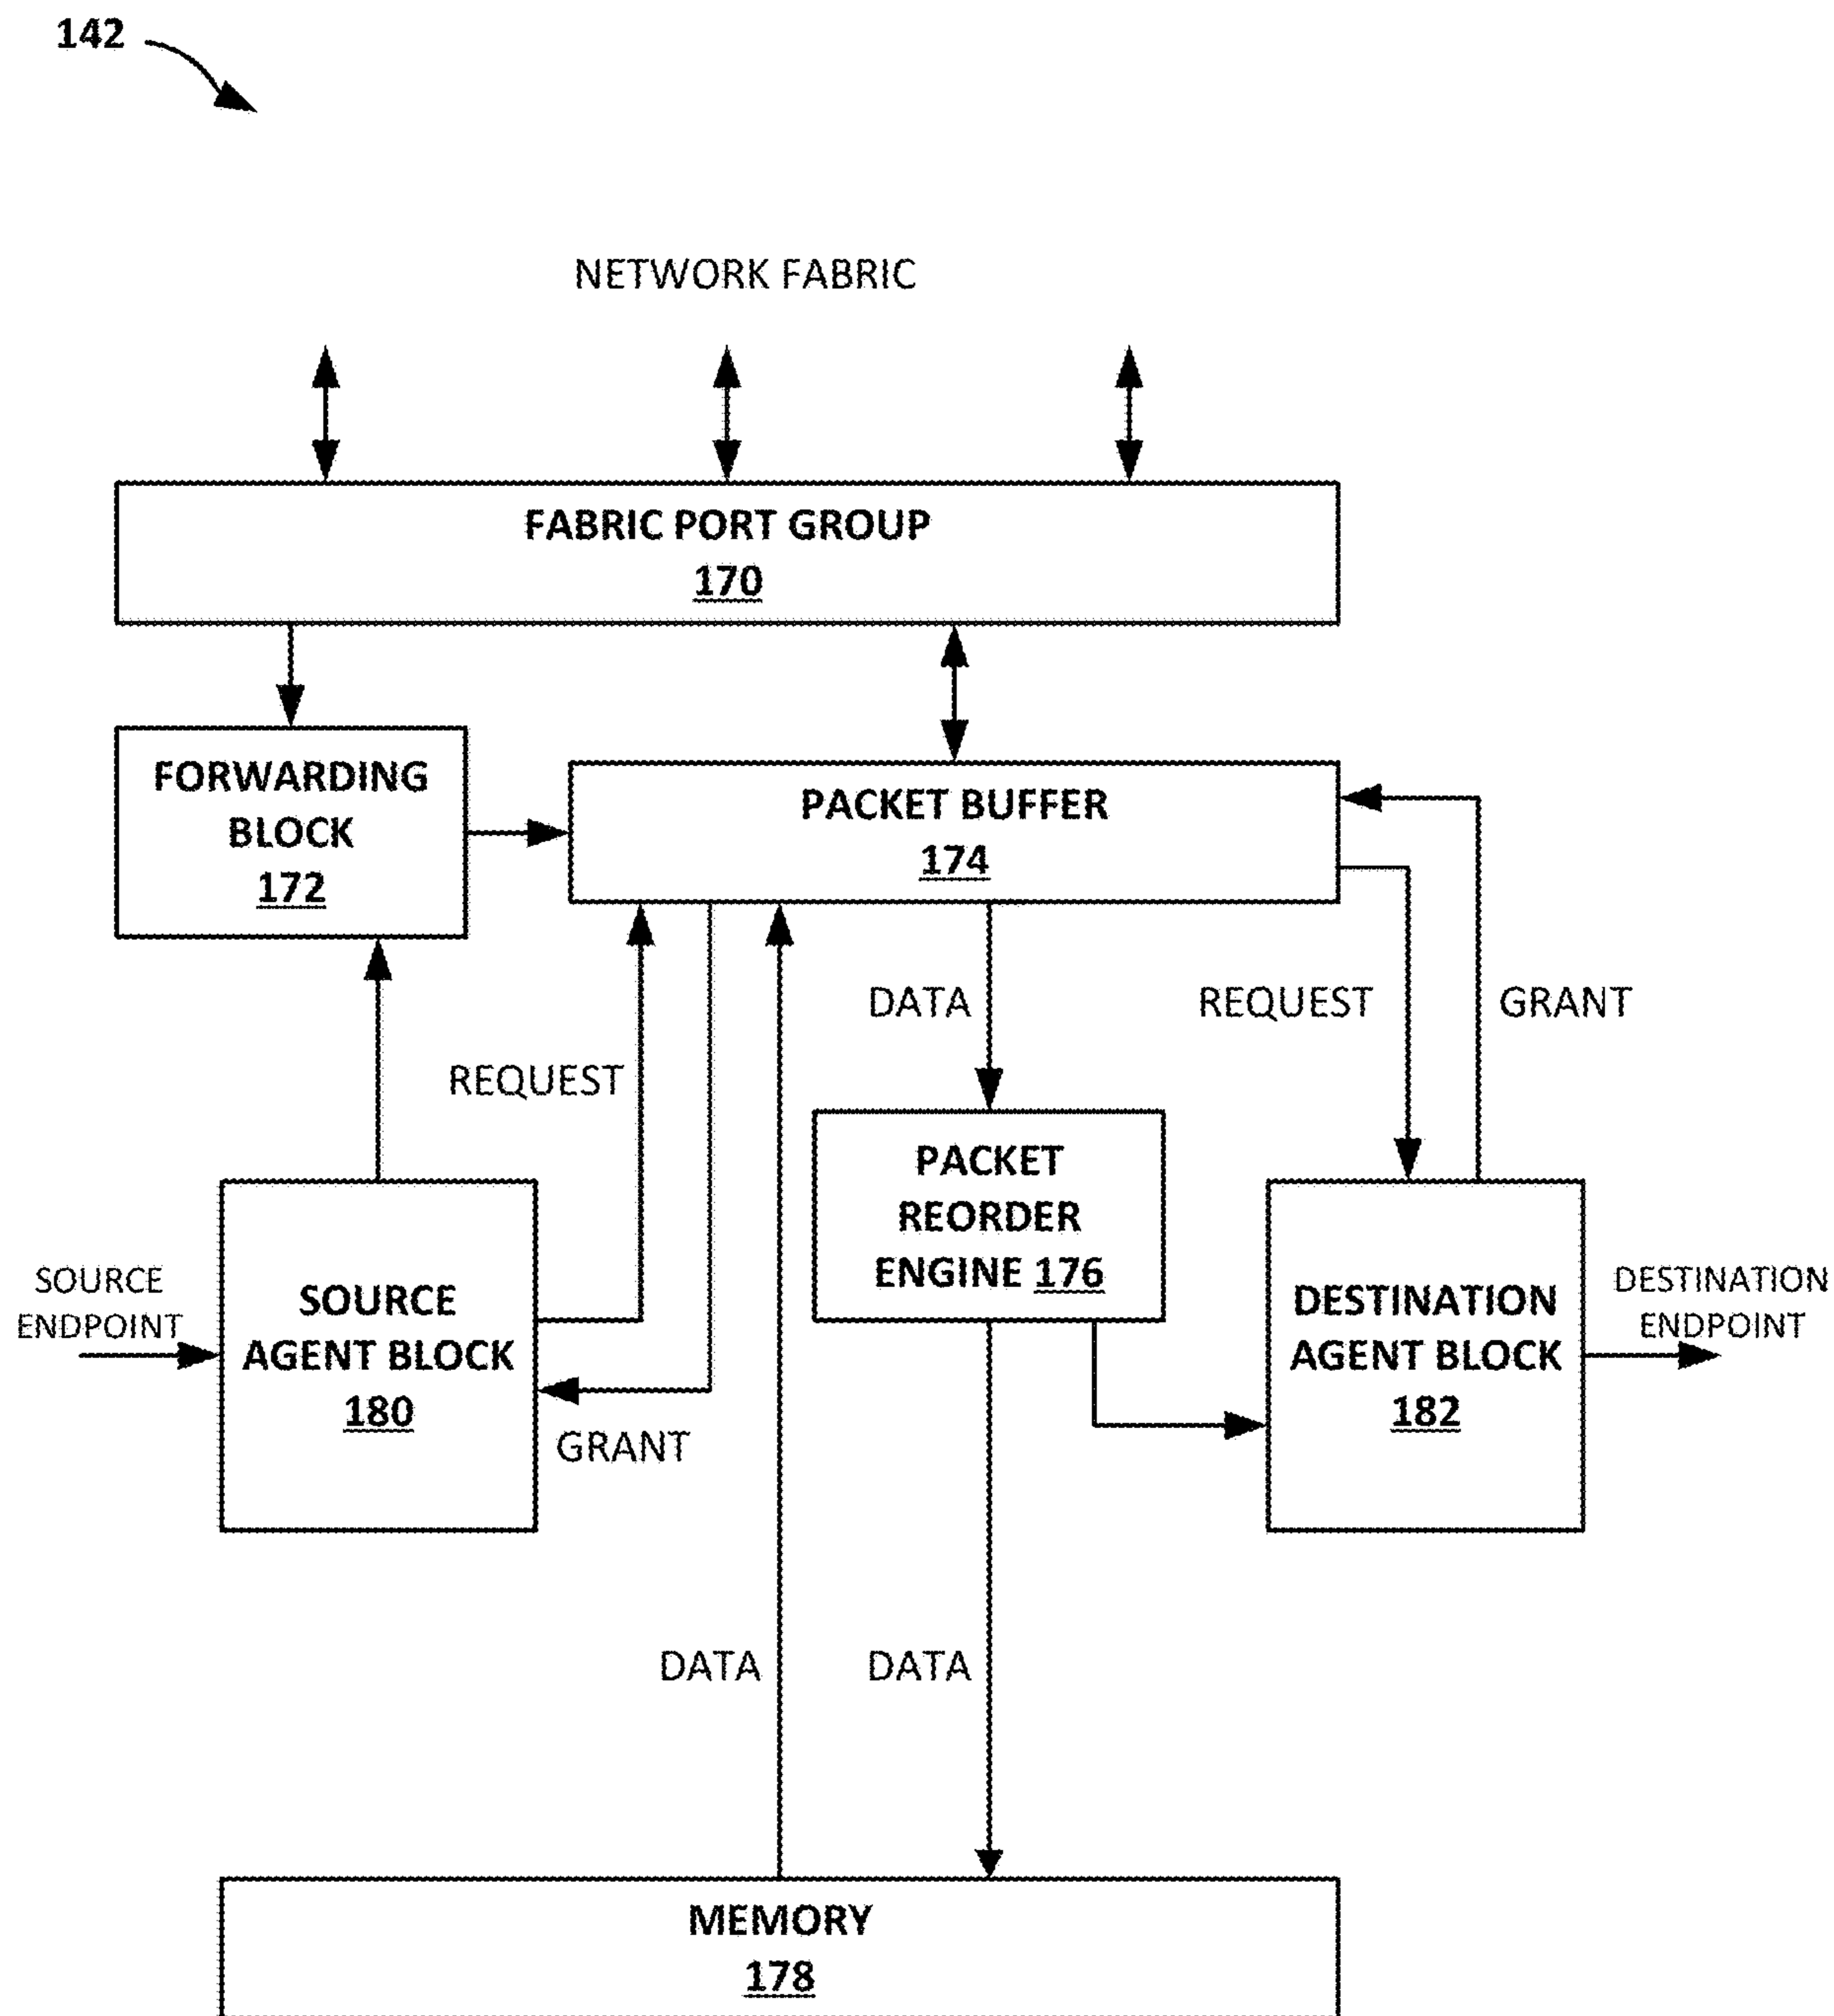 142
NETWORK FABRIC
FABRIC PORT GROUP
170
FORWARDING
BLOCK
172
PACKET BUFFER
174
DATA
REQUEST
GRANT
REQUEST
PACKET
REORDER
ENGINE 176
SOURCE
ENDPOINT
SOURCE
AGENT BLOCK
180
GRANT
DESTINATION
AGENT BLOCK
182
DESTINATION
ENDPOINT
DATA
DATA
MEMORY
178